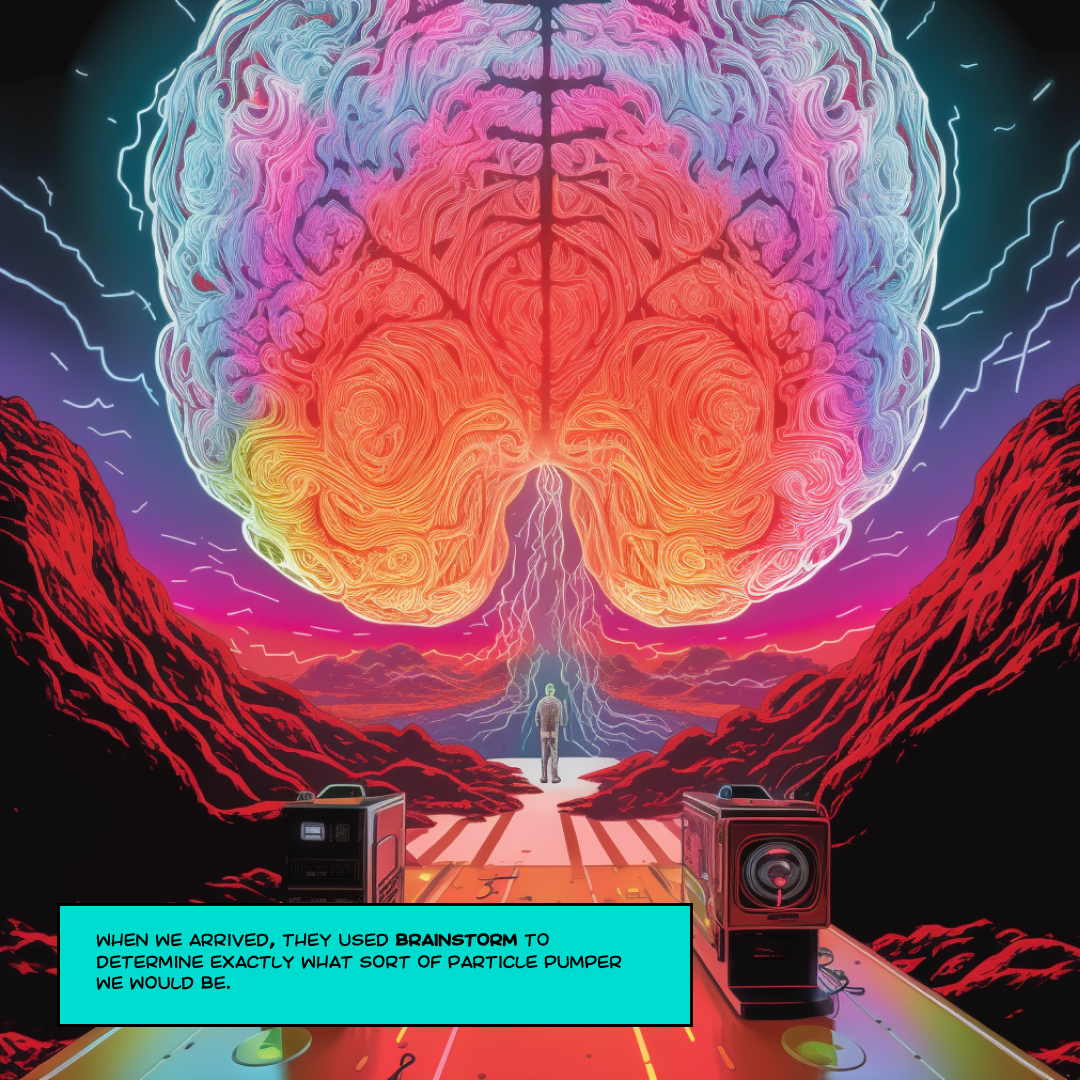 WHEN WE ARRIVED, THEY USED BRAINSTORM TO
DETERMINE EXACTLY WHAT SORT OF PARTICLE PUMPER
WE WOULD BE.